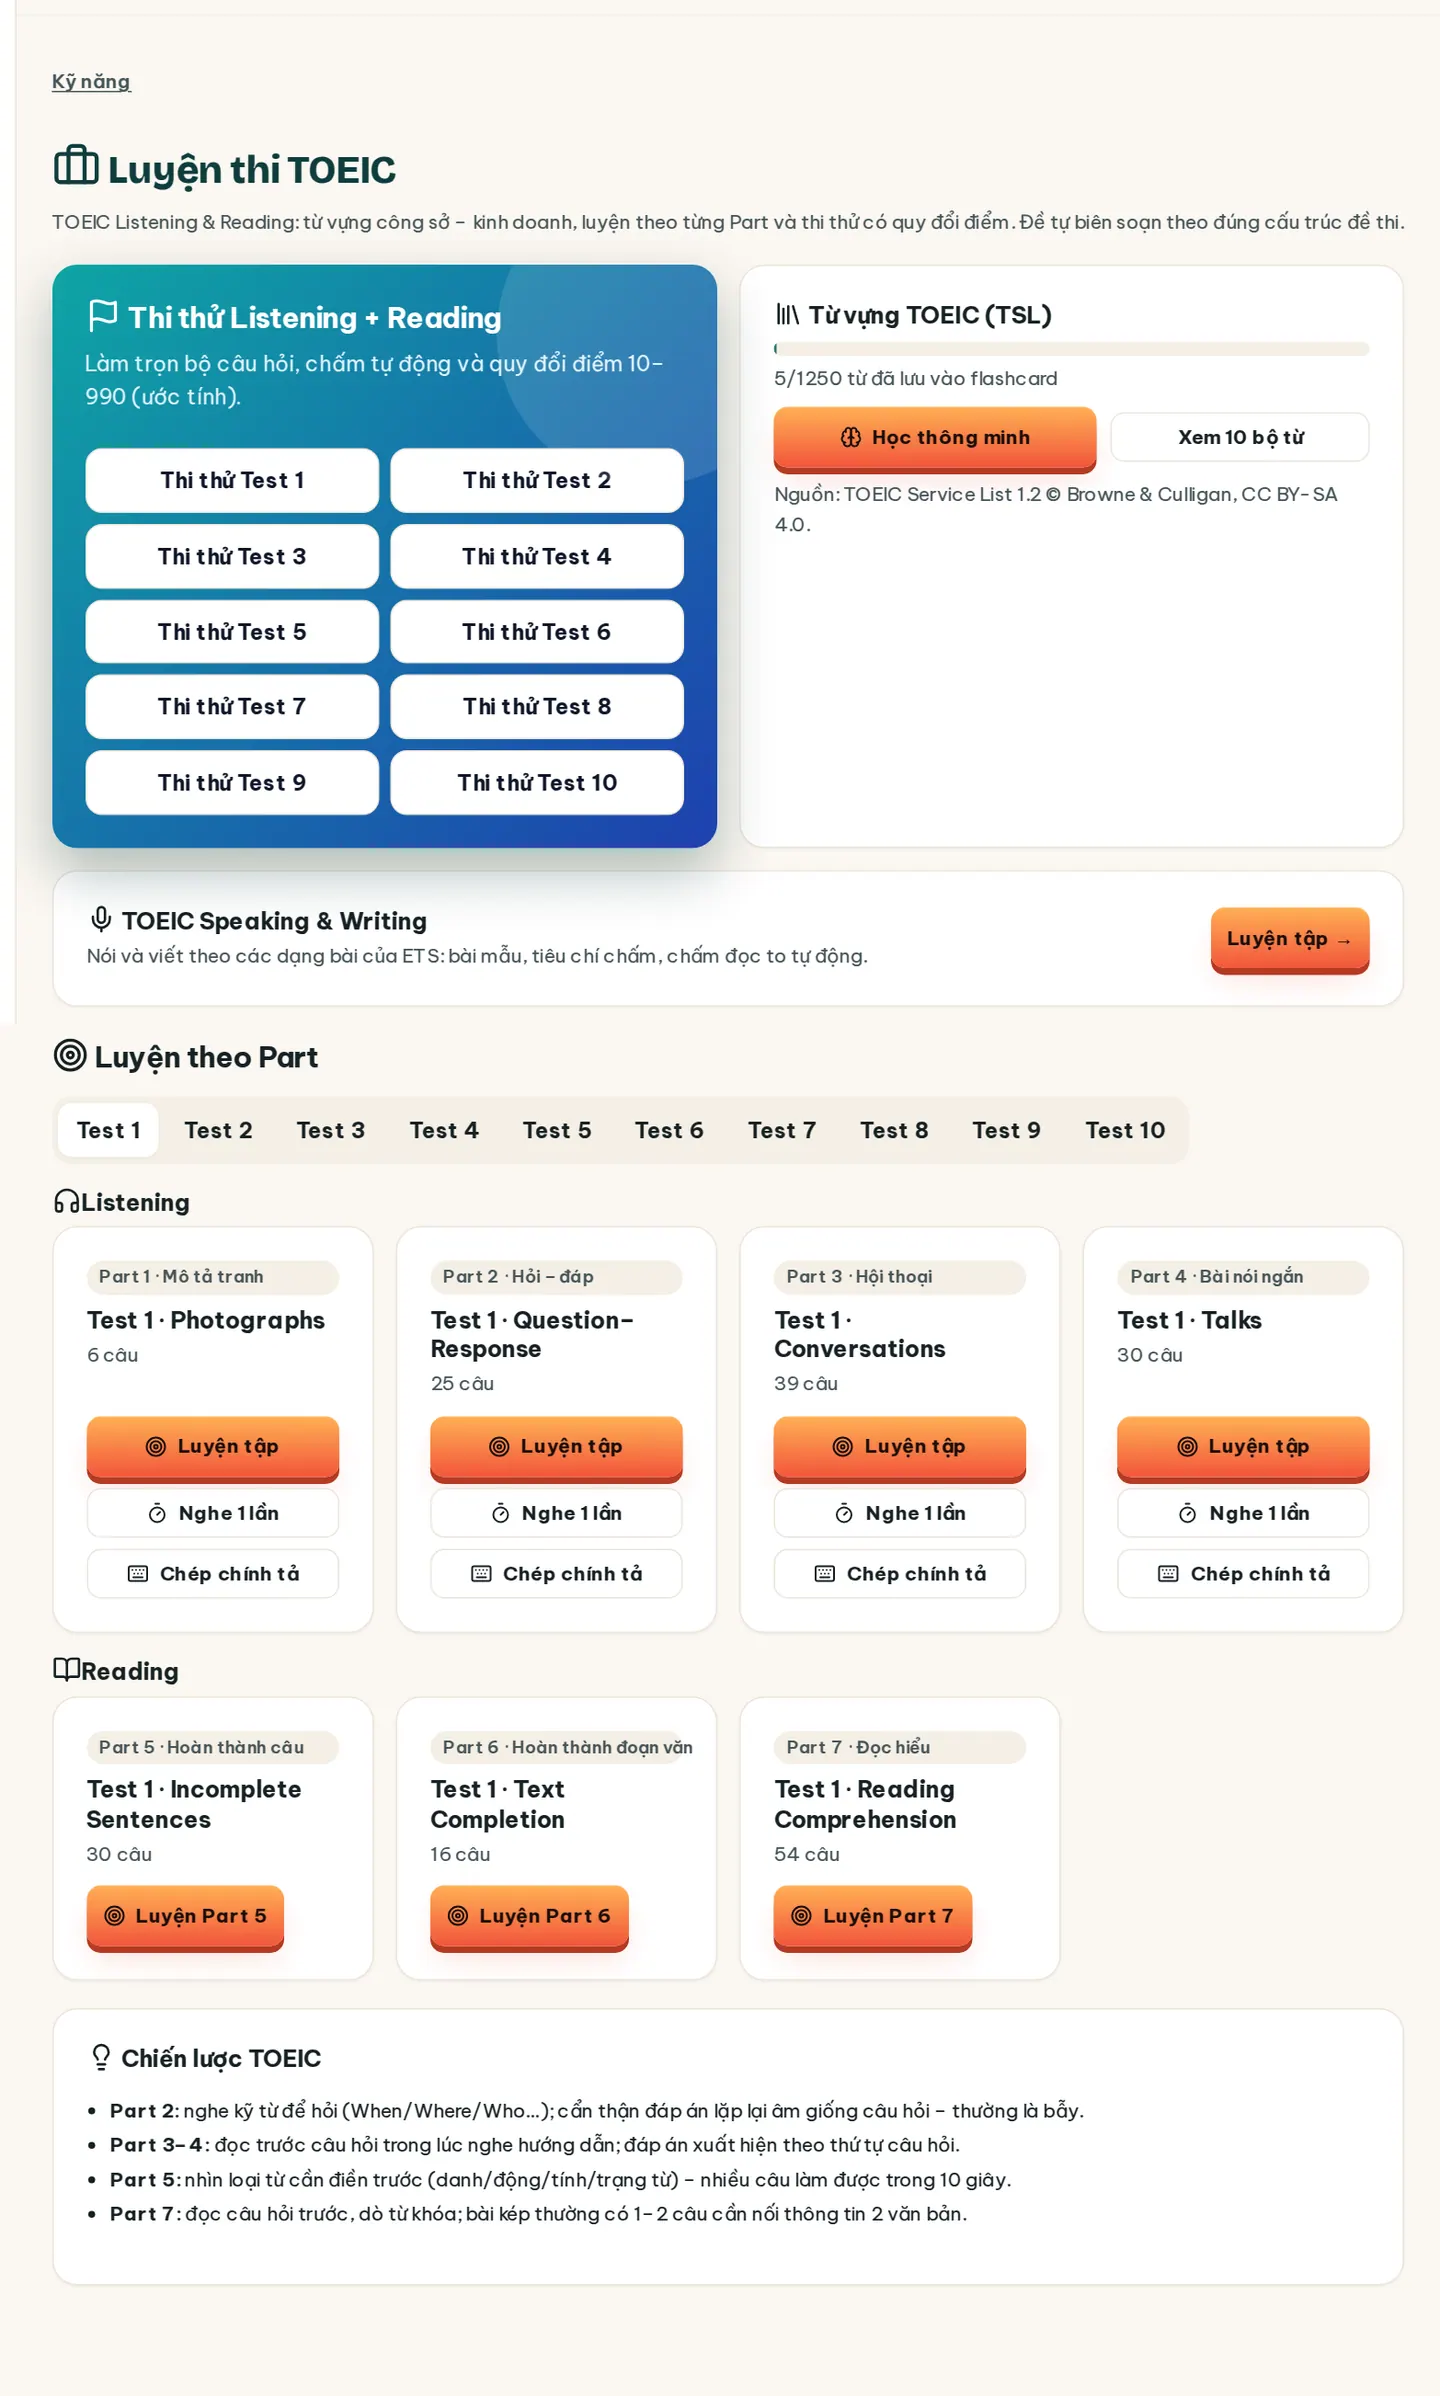 Kỹ năng
Luyện thi TOEIC
TOEIC Listening & Reading: từ vựng công sở – kinh doanh, luyện theo từng Part và thi thử có quy đổi điểm. Đề tự biên soạn theo đúng cấu trúc đề thi.
Thi thử Listening + Reading
Làm trọn bộ câu hỏi, chấm tự động và quy đổi điểm 10–
990 (ước tính).
Thi thử Test 1
Thi thử Test 2
Thi thử Test 3
Thi thử Test 4
Thi thử Test 5
Thi thử Test 6
Thi thử Test 7
Thi thử Test 8
Thi thử Test 9
Thi thử Test 10
Từ vựng TOEIC (TSL)
5/1250 từ đã lưu vào flashcard
Học thông minh
Xem 10 bộ từ
Nguồn: TOEIC Service List 1.2 © Browne & Culligan, CC BY-SA
4.0.
TOEIC Speaking & Writing
Nói và viết theo các dạng bài của ETS: bài mẫu, tiêu chí chấm, chấm đọc to tự động.
Luyện tập →
Luyện theo Part
Test 1 Test 2 Test 3 Test 4 Test 5 Test 6 Test 7 Test 8 Test 9 Test 10
Listening
Part 1 · Mô tả tranh
Test 1 · Photographs
6 câu
Luyện tập
Nghe 1 lần
Chép chính tả
Part 2 · Hỏi – đáp
Test 1 · Question–
Response
25 câu
Luyện tập
Nghe 1 lần
Chép chính tả
Part 3 · Hội thoại
Test 1 ·
Conversations
39 câu
Luyện tập
Nghe 1 lần
Chép chính tả
Part 4 · Bài nói ngắn
Test 1 · Talks
30 câu
Luyện tập
Nghe 1 lần
Chép chính tả
Reading
Part 5 · Hoàn thành câu
Test 1 · Incomplete
Sentences
30 câu
Luyện Part 5
Part 6 · Hoàn thành đoạn văn
Test 1 · Text
Completion
16 câu
Luyện Part 6
Part 7 · Đọc hiểu
Test 1 · Reading
Comprehension
54 câu
Luyện Part 7
Chiến lược TOEIC
• Part 2: nghe kỹ từ để hỏi (When/Where/Who...); cẩn thận đáp án lặp lại âm giống câu hỏi – thường là bẫy.
• Part 3–4: đọc trước câu hỏi trong lúc nghe hướng dẫn; đáp án xuất hiện theo thứ tự câu hỏi.
• Part 5: nhìn loại từ cần điền trước (danh/động/tính/trạng từ) – nhiều câu làm được trong 10 giây.
• Part 7: đọc câu hỏi trước, dò từ khóa; bài kép thường có 1–2 câu cần nối thông tin 2 văn bản.